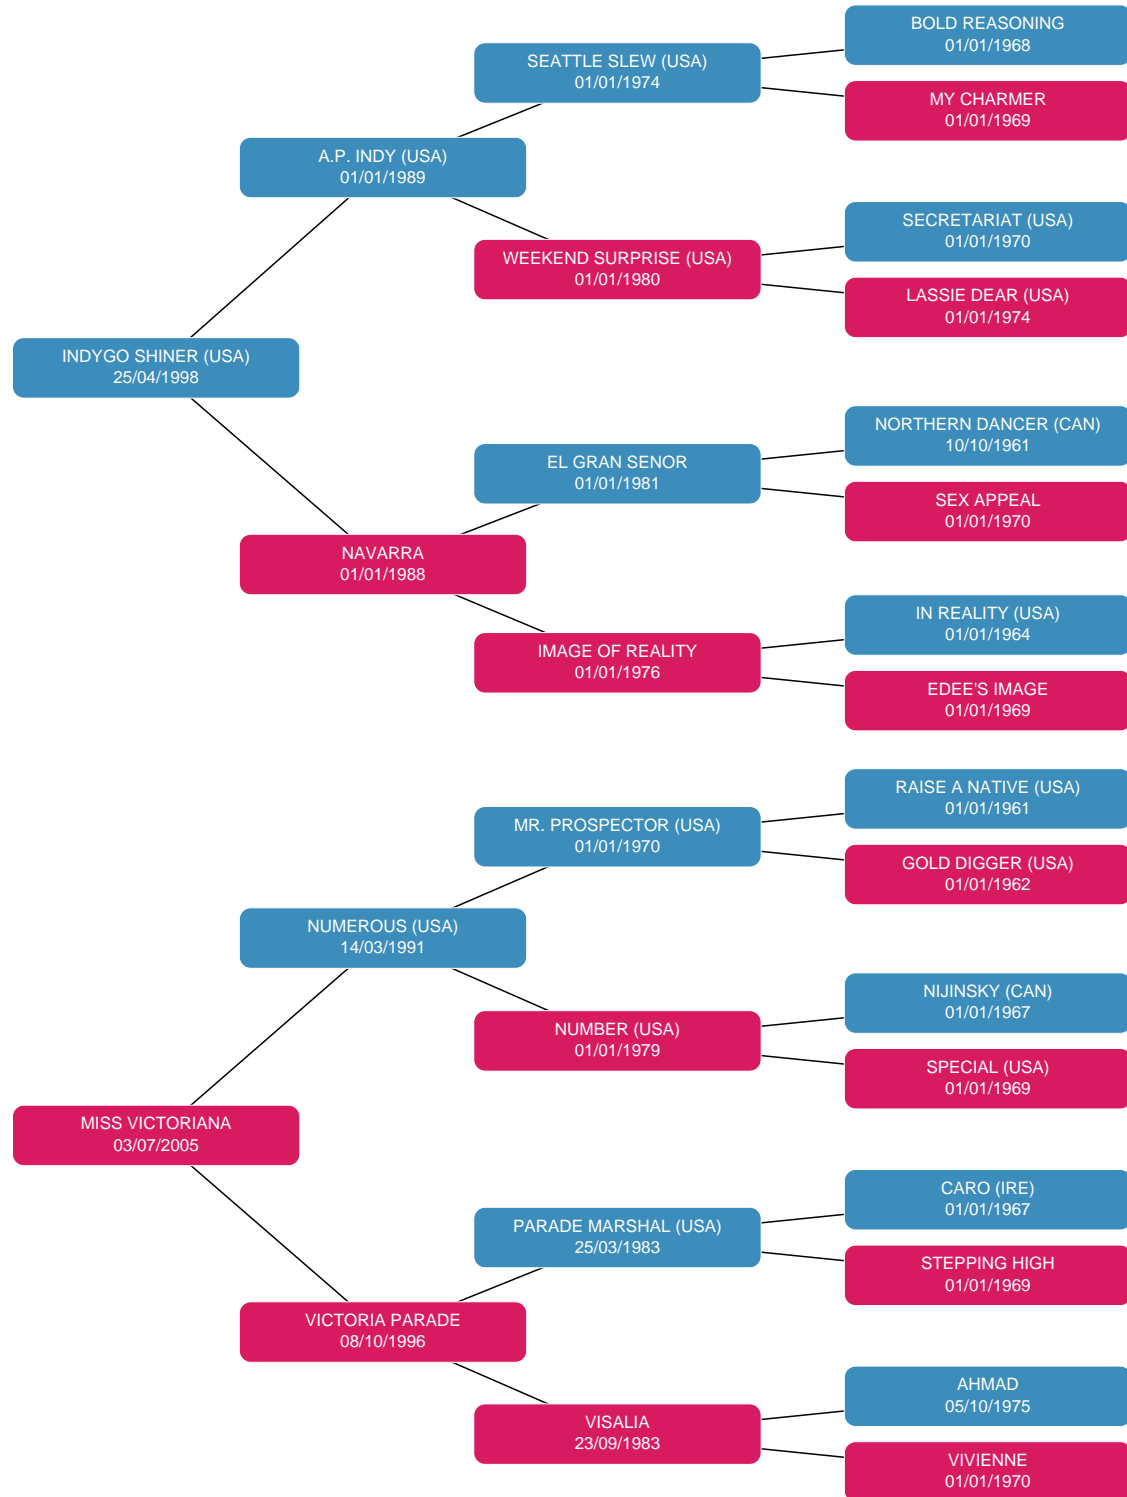 BOLD REASONING
01/01/1968
SEATTLE SLEW (USA)
01/01/1974
MY CHARMER
01/01/1969
A.P. INDY (USA)
01/01/1989
SECRETARIAT (USA)
01/01/1970
WEEKEND SURPRISE (USA)
01/01/1980
LASSIE DEAR (USA)
01/01/1974
INDYGO SHINER (USA)
25/04/1998
NORTHERN DANCER (CAN)
10/10/1961
EL GRAN SENOR
01/01/1981
SEX APPEAL
01/01/1970
NAVARRA
01/01/1988
IN REALITY (USA)
01/01/1964
IMAGE OF REALITY
01/01/1976
EDEE'S IMAGE
01/01/1969
RAISE A NATIVE (USA)
01/01/1961
MR. PROSPECTOR (USA)
01/01/1970
GOLD DIGGER (USA)
01/01/1962
NUMEROUS (USA)
14/03/1991
NIJINSKY (CAN)
01/01/1967
NUMBER (USA)
01/01/1979
SPECIAL (USA)
01/01/1969
MISS VICTORIANA
03/07/2005
CARO (IRE)
01/01/1967
PARADE MARSHAL (USA)
25/03/1983
STEPPING HIGH
01/01/1969
VICTORIA PARADE
08/10/1996
AHMAD
05/10/1975
VISALIA
23/09/1983
VIVIENNE
01/01/1970